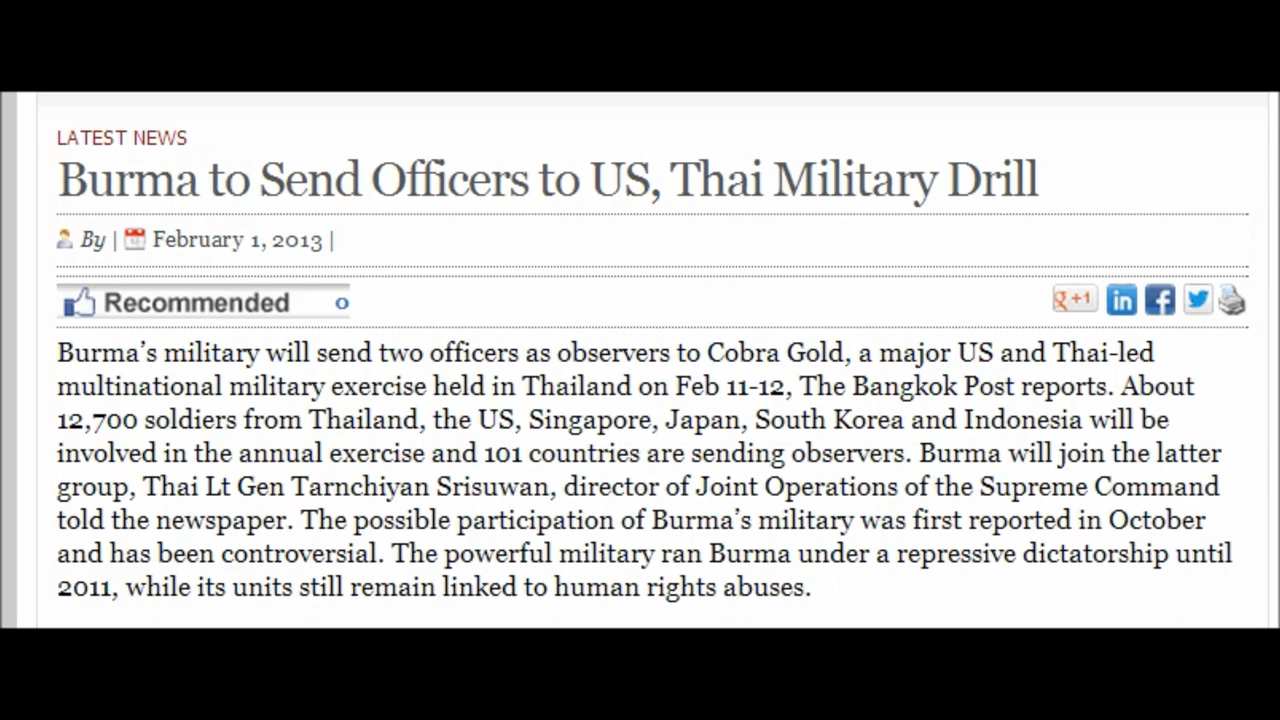 LATEST NEWS
Burma to Send Officers to US, Thai Military Drill
By | February 1, 2013 |
Recommended 0
g +1 in f
Burma’s military will send two officers as observers to Cobra Gold, a major US and Thai-led
multinational military exercise held in Thailand on Feb 11-12, The Bangkok Post reports. About
12,700 soldiers from Thailand, the US, Singapore, Japan, South Korea and Indonesia will be
involved in the annual exercise and 101 countries are sending observers. Burma will join the latter
group, Thai Lt Gen Tarnchiyan Srisuwan, director of Joint Operations of the Supreme Command
told the newspaper. The possible participation of Burma’s military was first reported in October
and has been controversial. The powerful military ran Burma under a repressive dictatorship until
2011, while its units still remain linked to human rights abuses.